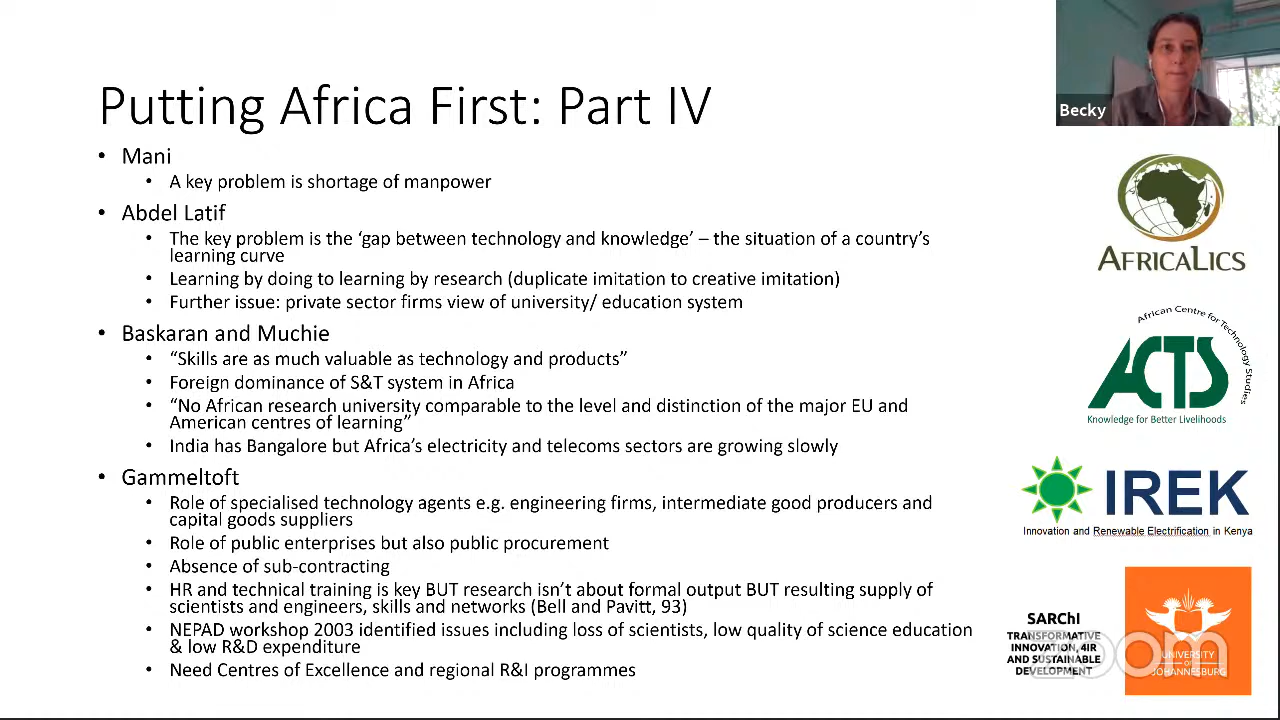 Putting Africa First: Part IV
Becky
• Mani
• A key problem is shortage of manpower
• Abdel Latif
• The key problem is the ‘gap between technology and knowledge’ – the situation of a country’s
learning curve
• Learning by doing to learning by research (duplicate imitation to creative imitation)
• Further issue: private sector firms view of university/ education system
• Baskaran and Muchie
• “Skills are as much valuable as technology and products”
• Foreign dominance of S&T system in Africa
• “No African research university comparable to the level and distinction of the major EU and
American centres of learning”
• India has Bangalore but Africa’s electricity and telecoms sectors are growing slowly
• Gammeltoft
• Role of specialised technology agents e.g. engineering firms, intermediate good producers and
capital goods suppliers
• Role of public enterprises but also public procurement
• Absence of sub-contracting
• HR and technical training is key BUT research isn’t about formal output BUT resulting supply of
scientists and engineers, skills and networks (Bell and Pavitt, 93)
• NEPAD workshop 2003 identified issues including loss of scientists, low quality of science education
& low R&D expenditure
• Need Centres of Excellence and regional R&I programmes
AFRICALICS
African Centre for Technology Studies
ACTS
Knowledge for Better Livelihoods
IREK
Innovation and Renewable Electrification in Kenya
SARChI
TRANSFORMATIVE
INNOVATION, 4IR
AND SUSTAINABLE
DEVELOPMENT
UNIVERSITY
OF
JOHANNESBURG
zoom